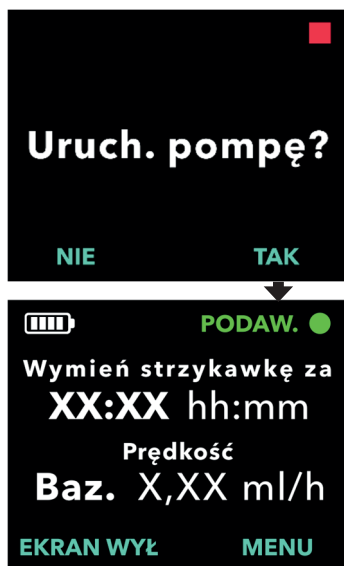 Uruch. pompę?
NIE TAK
PODAW.
Wymień strzykawkę za
XX:XX hh:mm
Prędkość
Baz. X,XX ml/h
EKRAN WYŁ MENU